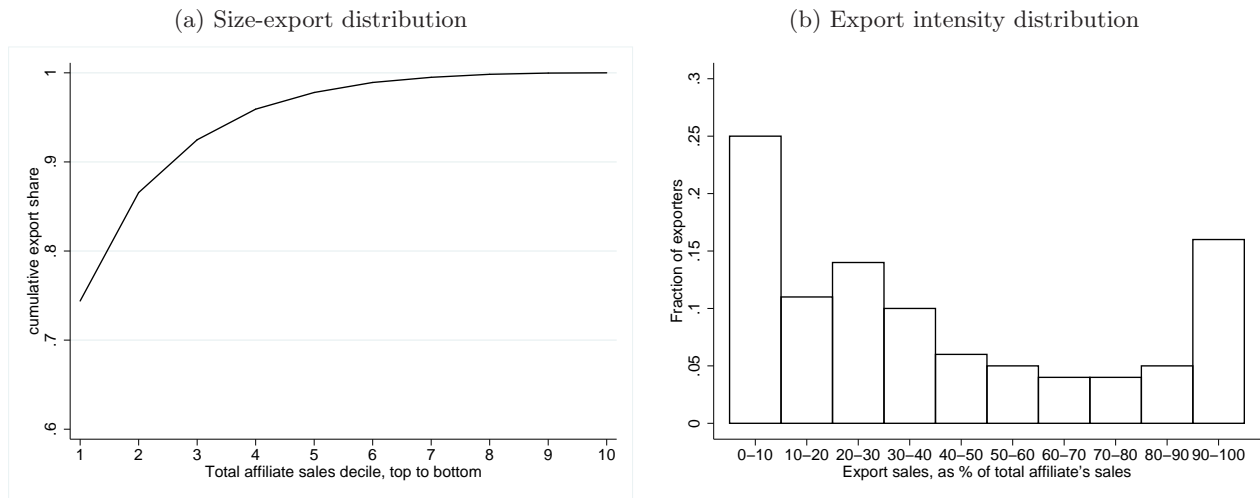 (a) Size-export distribution
cumulative export share
1
.9
.8
.7
.6
1 2 3 4 5 6 7 8 9 10
Total affiliate sales decile, top to bottom
(b) Export intensity distribution
Fraction of exporters
.3
.25
.2
.15
.1
.05
0
0–10 10–20 20–30 30–40 40–50 50–60 60–70 70–80 80–90 90–100
Export sales, as % of total affiliate's sales